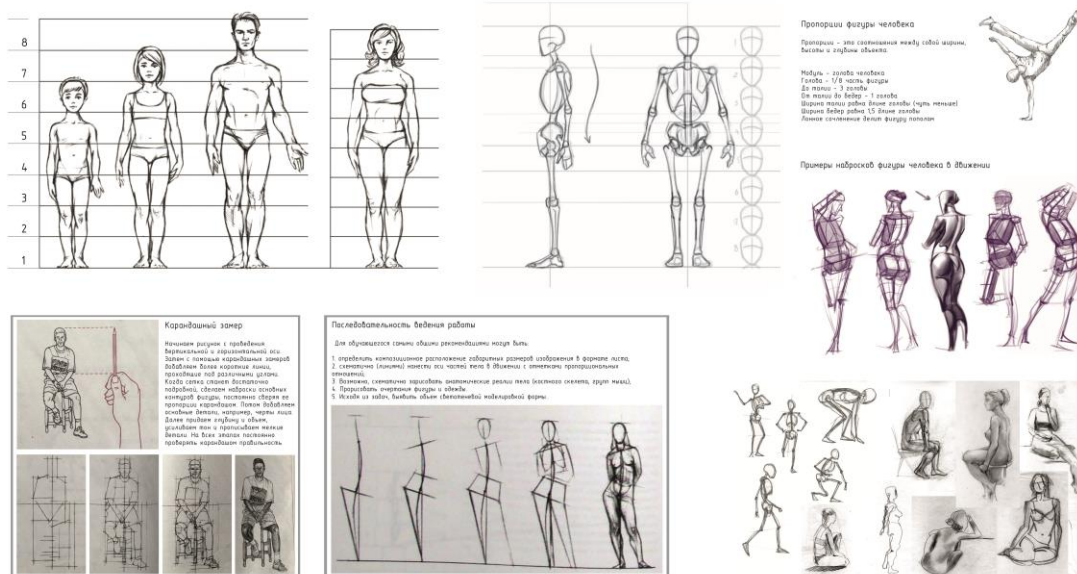 8
7
6
5
4
3
2
1
Пропорции фигуры человека
Пропорции - это соотношение между собой ширины,
высоты и глубины объекта.
Модуль - голова человека
Голова - 1/8 часть фигуры
До талии - 3 головы
От талии до бедер - 1 голова
Ширина талии равна длине головы (чуть меньше)
Ширина бедер равна 1,5 длине головы
Лонное сочленение делит фигуру пополам
Примеры набросков фигуры человека в движении
Карандашный замер
Начинаем рисунок с проведения
вертикальной и горизонтальной оси.
Затем с помощью карандашных замеров
добавляем более короткие линии,
проходящие под различными углами.
Когда сетка станет достаточно
подробной, сделаем наброски основных
контуров фигуры, постоянно сверяя ее
пропорции карандашом. Потом добавляем
основные детали, например, черты лица.
Далее придаем глубину и объем,
усиливаем тон и прописываем мелкие
детали. На всех этапах постоянно
проверять карандашом правильность
Последовательность ведения работы
Для обучающегося самыми общими рекомендациями могут быть:
1. определить композиционное расположение габаритных размеров изображения в формате листа,
2. схематично (линиями) нанести оси частей тела в движении с отметками пропорциональных
отношений;
3. Возможно, схематично зарисовать анатомические реалии тела (костного скелета, групп мышц),
4. Прорисовать очертания фигуры и одежды.
5. Исходя из задач, выявить объем светотеневой моделировкой формы.